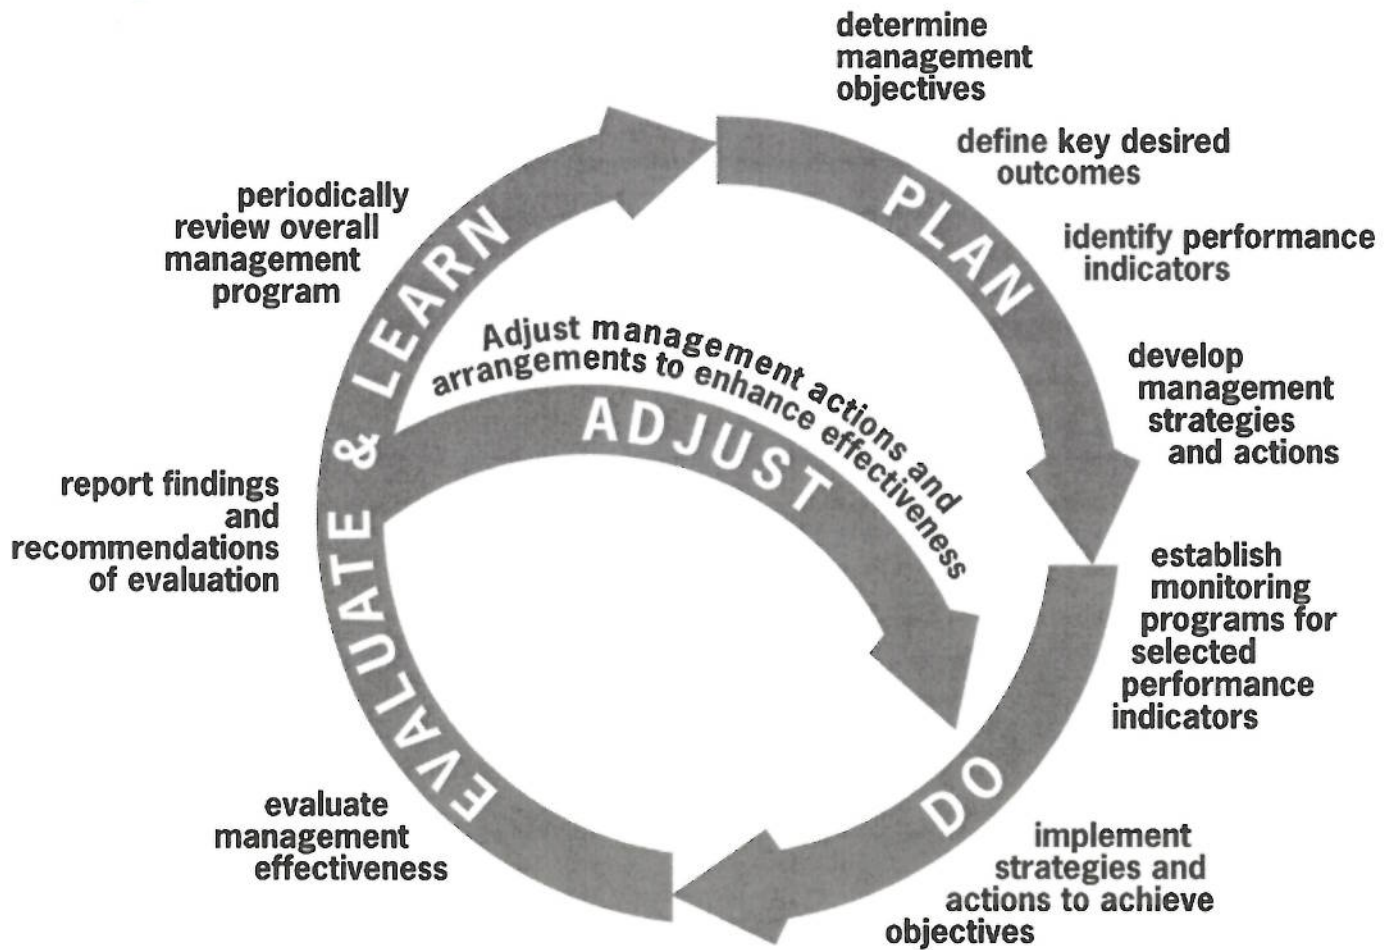 determine
management
objectives
define key desired
outcomes
PLAN
identify performance
indicators
develop
management
strategies
and actions
establish
monitoring
programs for
selected
performance
indicators
DO
implement
strategies and
actions to achieve
objectives
evaluate
management
effectiveness
EVALUATE & LEARN
report findings
and
recommendations
of evaluation
periodically
review overall
management
program
Adjust management actions and
arrangements to enhance effectiveness
ADJUST